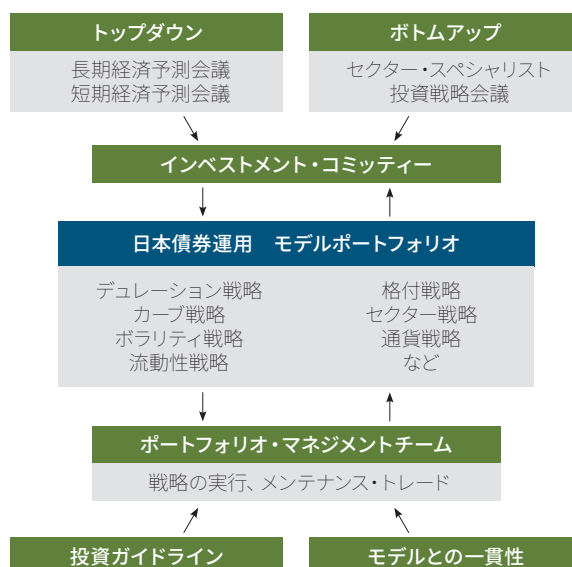 トップダウン
長期経済予測会議
短期経済予測会議
ボトムアップ
セクター・スペシャリスト
投資戦略会議
インベストメント・コミッティー
日本債券運用　モデルポートフォリオ
デュレーション戦略
カーブ戦略
ボラリティ戦略
流動性戦略
格付戦略
セクター戦略
通貨戦略
など
ポートフォリオ・マネジメントチーム
戦略の実行、メンテナンス・トレード
投資ガイドライン
モデルとの一貫性